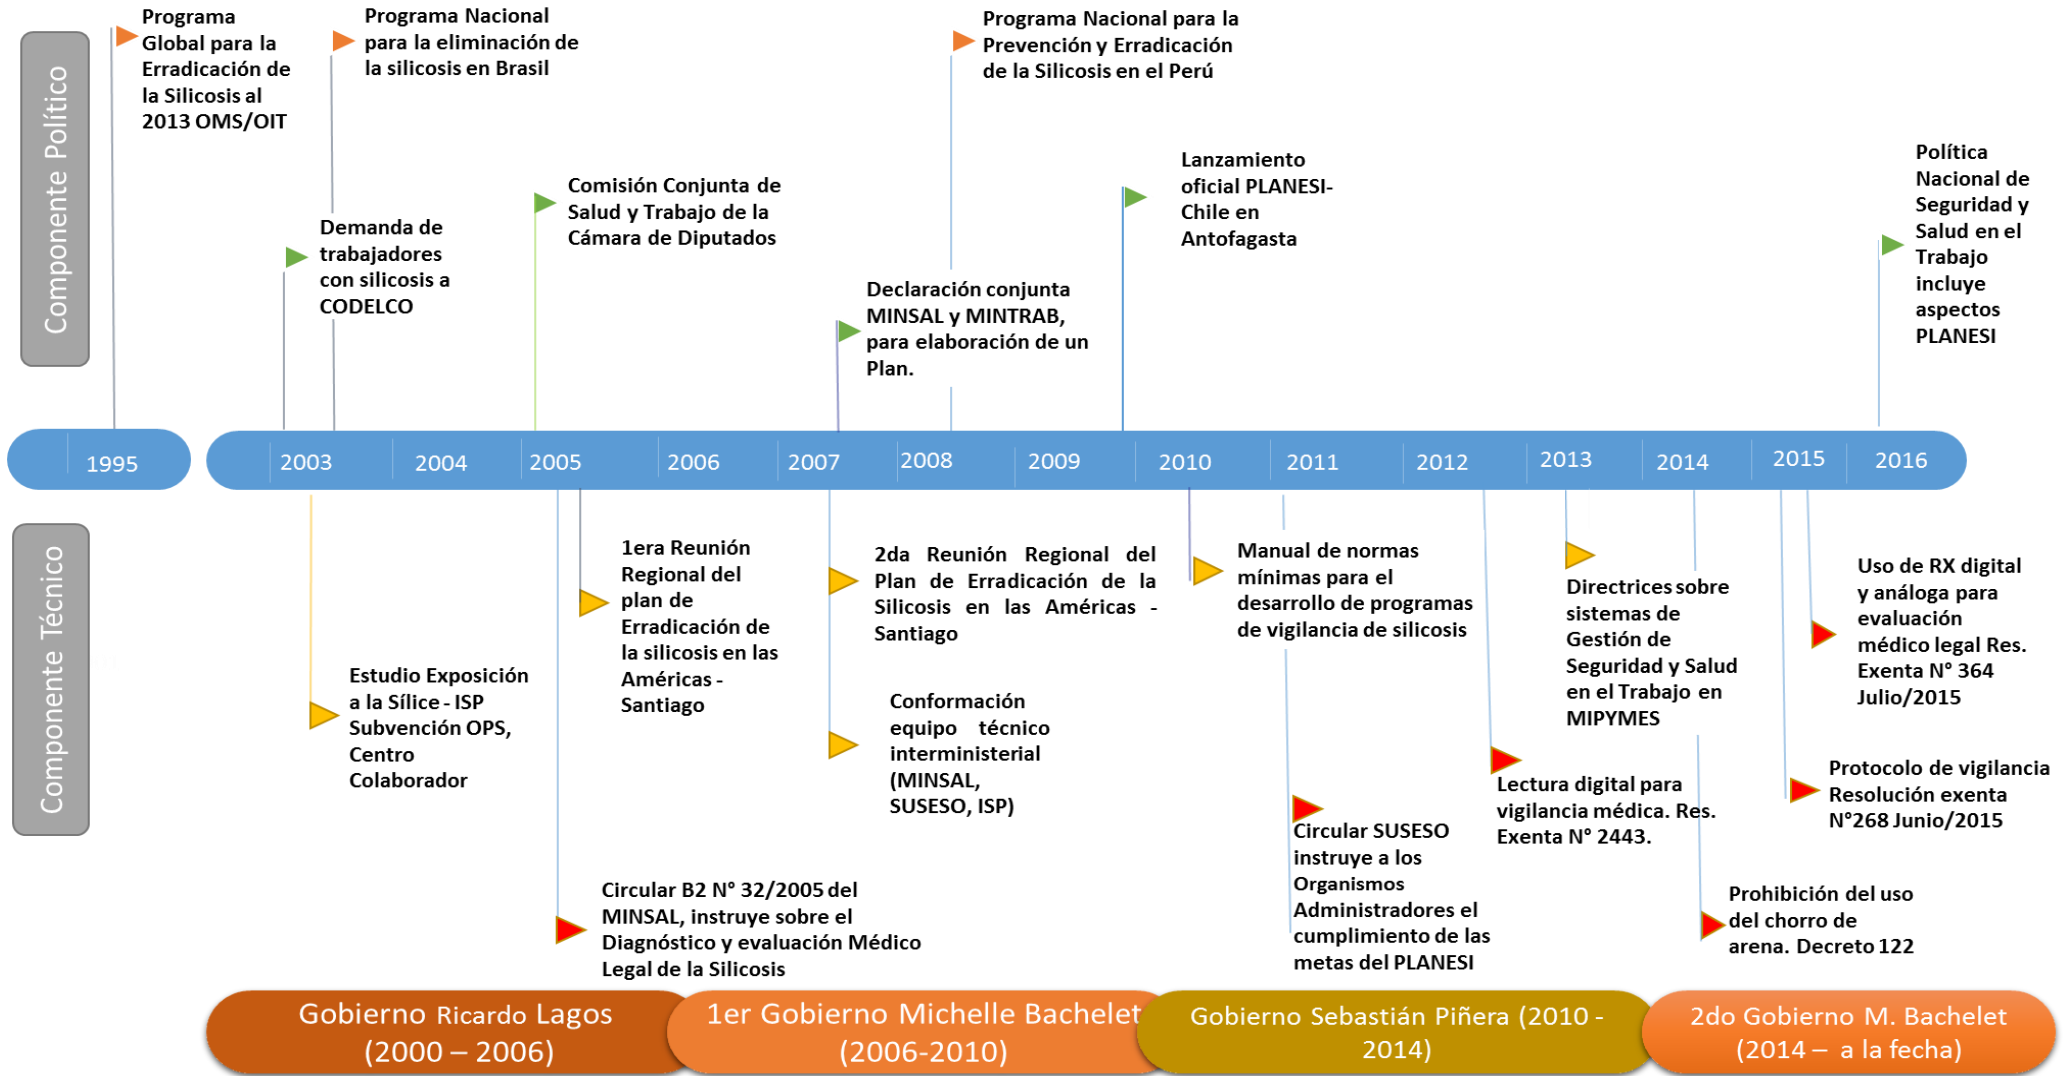 Componente Político
Programa
Global para la
Erradicación de
la Silicosis al
2013 OMS/OIT
Programa Nacional
para la eliminación de
la silicosis en Brasil
Demanda de
trabajadores
con silicosis a
CODELCO
Comisión Conjunta de
Salud y Trabajo de la
Cámara de Diputados
Declaración conjunta
MINSAL y MINTRAB,
para elaboración de un
Plan.
Programa Nacional para la
Prevención y Erradicación
de la Silicosis en el Perú
Lanzamiento
oficial PLANESI-
Chile en
Antofagasta
Política
Nacional de
Seguridad y
Salud en el
Trabajo
incluye
aspectos
PLANESI
1995
2003
2004
2005
2006
2007
2008
2009
2010
2011
2012
2013
2014
2015
2016
Componente Técnico
Estudio Exposición
a la Sílice - ISP
Subvención OPS,
Centro
Colaborador
1era Reunión
Regional del
plan de
Erradicación de
la silicosis en las
Américas -
Santiago
Circular B2 N° 32/2005 del
MINSAL, instruye sobre el
Diagnóstico y evaluación Médico
Legal de la Silicosis
2da Reunión Regional del
Plan de Erradicación de la
Silicosis en las Américas -
Santiago
Conformación
equipo técnico
interministerial
(MINSAL,
SUSESO, ISP)
Manual de normas
mínimas para el
desarrollo de programas
de vigilancia de silicosis
Circular SUSESO
instruye a los
Organismos
Administradores el
cumplimiento de las
metas del PLANESI
Lectura digital para
vigilancia médica. Res.
Exenta N° 2443.
Directrices sobre
sistemas de
Gestión de
Seguridad y Salud
en el Trabajo en
MIPYMES
Prohibición del uso
del chorro de
arena. Decreto 122
Protocolo de vigilancia
Resolución exenta
N°268 Junio/2015
Uso de RX digital
y análoga para
evaluación
médico legal Res.
Exenta N° 364
Julio/2015
Gobierno Ricardo Lagos
(2000 – 2006)
1er Gobierno Michelle Bachelet
(2006-2010)
Gobierno Sebastián Piñera (2010 -
2014)
2do Gobierno M. Bachelet
(2014 – a la fecha)